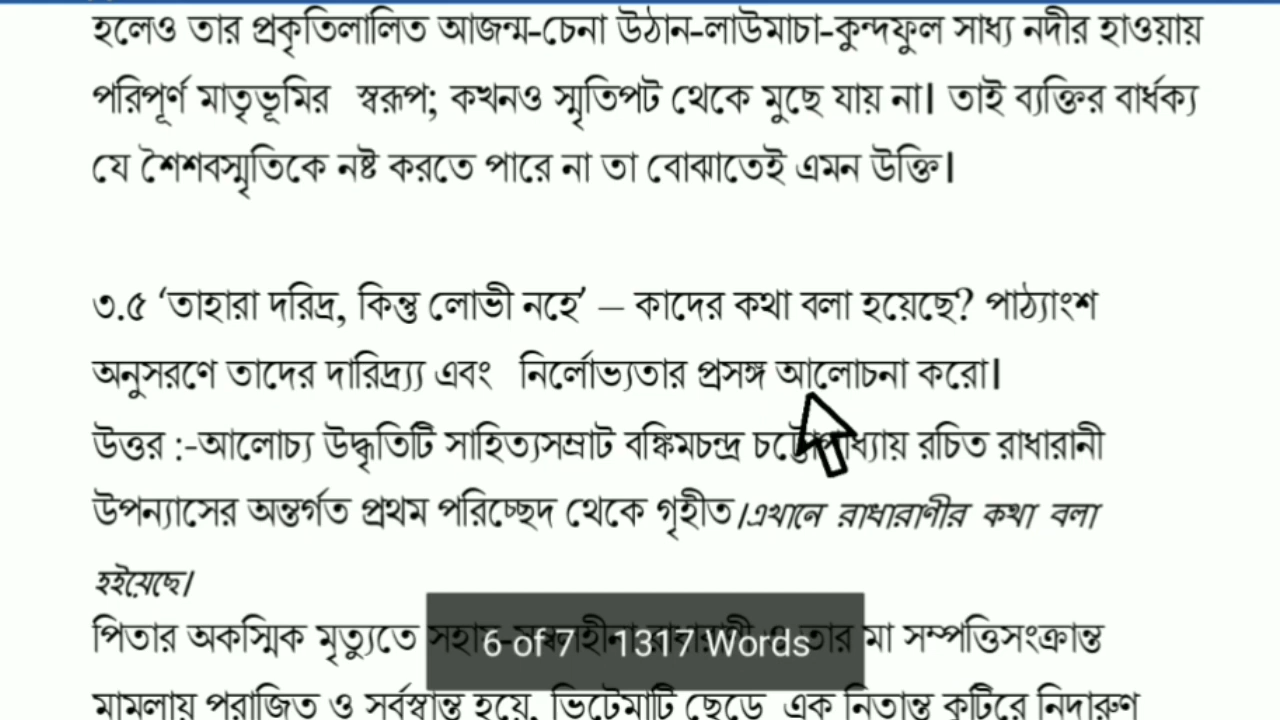 হলেও তার প্রকৃতিলালিত আজন্ম-চেনা উঠান-লাউমাচা-কুন্দফুল সাধ্য নদীর হাওয়ায়
পরিপূর্ণ মাতৃভূমির স্বরূপ; কখনও স্মৃতিপট থেকে মুছে যায় না। তাই ব্যক্তির বার্ধক্য
যে শৈশবস্মৃতিকে নষ্ট করতে পারে না তা বোঝাতেই এমন উক্তি।
৩.৫ ‘তাহারা দরিদ্র, কিন্তু লোভী নহে’ – কাদের কথা বলা হয়েছে? পাঠ্যাংশ
অনুসরণে তাদের দারিদ্র্য্য এবং নির্লোভ্যতার প্রসঙ্গ আলোচনা করো।
উত্তর :-আলোচ্য উদ্ধৃতিটি সাহিত্যসম্রাট বঙ্কিমচন্দ্র চট্টোপাধ্যায় রচিত রাধারানী
উপন্যাসের অন্তর্গত প্রথম পরিচ্ছেদ থেকে গৃহীত।এখানে রাধারাণীর কথা বলা
হইয়েছে।
পিতার অকস্মিক মৃত্যুতে ও তার মা সম্পত্তিসংক্রান্ত
6 of 7 1317 Words
মামলায় পরাজিত ও সর্বস্বান্ত হয়ে, ভিটেমাটি ছেড়ে এক নিতান্ত কুটিরে নিদারুণ